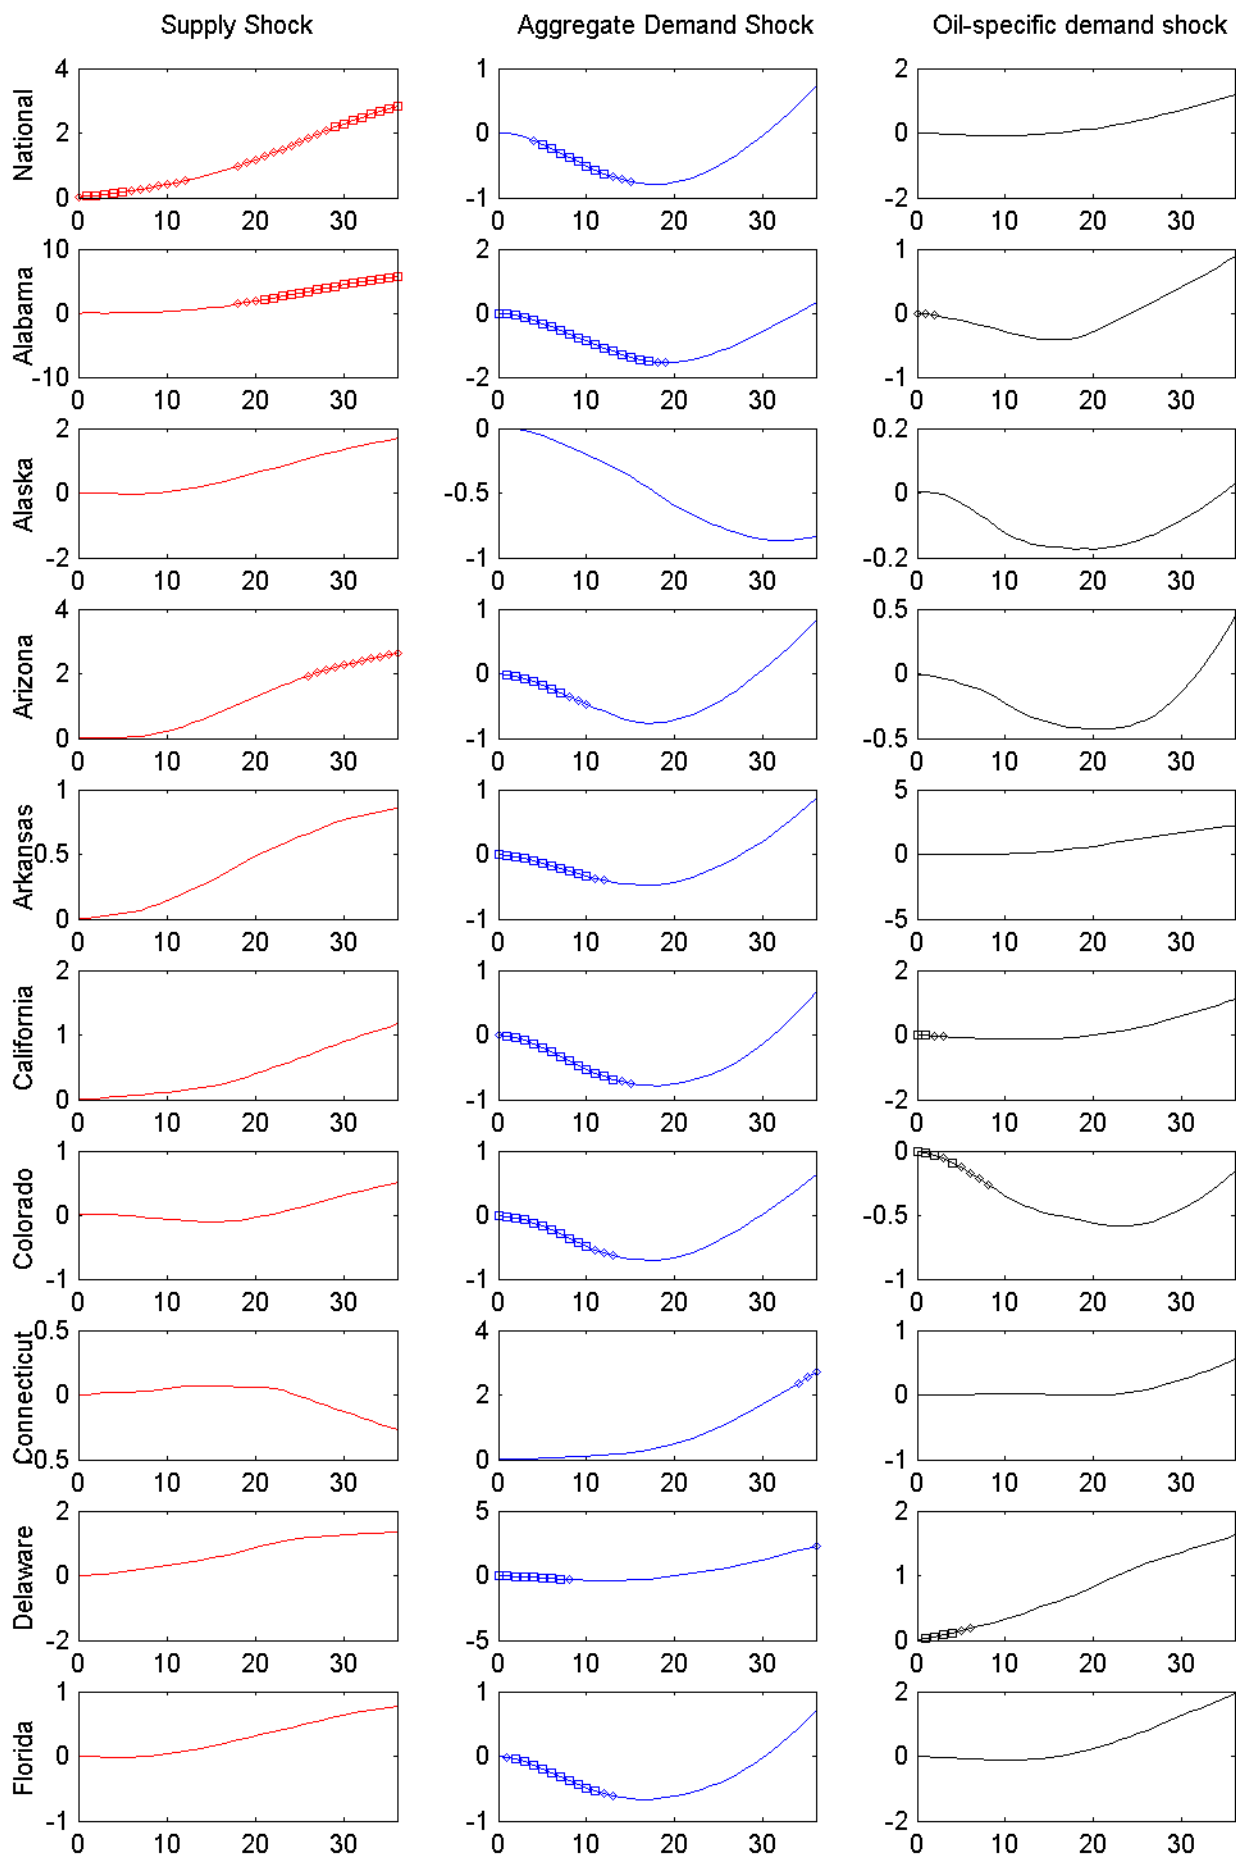 Supply Shock Aggregate Demand Shock Oil-specific demand shock
National
4 2 0
0 10 20 30
1 0 -1
0 10 20 30
2 0 -2
0 10 20 30
Alabama
10 0 -10
0 10 20 30
2 0 -2
0 10 20 30
1 0 -1
0 10 20 30
Alaska
2 0 -2
0 10 20 30
0 -0.5 -1
0 10 20 30
0.2 0 -0.2
0 10 20 30
Arizona
4 2 0
0 10 20 30
1 0 -1
0 10 20 30
0.5 0 -0.5
0 10 20 30
Arkansas
1 0.5 0
0 10 20 30
1 0 -1
0 10 20 30
5 0 -5
0 10 20 30
California
2 1 0
0 10 20 30
1 0 -1
0 10 20 30
2 0 -2
0 10 20 30
Colorado
1 0 -1
0 10 20 30
1 0 -1
0 10 20 30
0 -0.5 -1
0 10 20 30
Connecticut
0.5 0 -0.5
0 10 20 30
4 2 0
0 10 20 30
1 0 -1
0 10 20 30
Delaware
2 0 -2
0 10 20 30
5 0 -5
0 10 20 30
2 1 0
0 10 20 30
Florida
1 0 -1
0 10 20 30
1 0 -1
0 10 20 30
2 0 -2
0 10 20 30